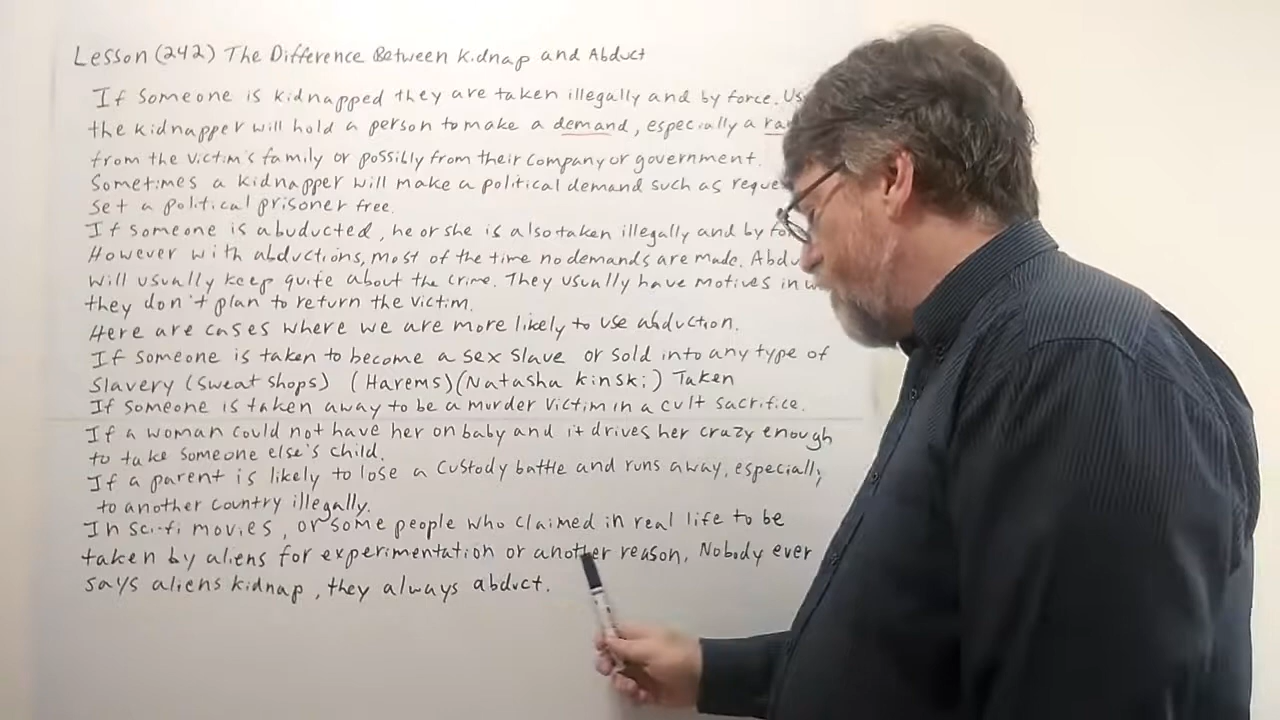 Lesson (242) The Difference Between Kidnap and Abduct
If someone is kidnapped they are taken illegally and by force.
the kidnapper will hold a person to make a demand, especially a
from the victim's family or possibly from their company or government.
Sometimes a kidnapper will make a political demand such as
set a political prisoner free.
If someone is abuducted, he or she is also taken illegally and by
However with abductions, most of the time no demands are made.
will usually keep quite about the crime. They usually have motives in
they don't plan to return the victim.
Here are cases where we are more likely to use abduction.
If someone is taken to become a sex slave or sold into any type of
slavery (sweat shops) (Harems) (Natasha Kinski) Taken
If someone is taken away to be a murder victim in a cult sacrifice.
If a woman could not have her on baby and it drives her crazy enough
to take someone else's child.
If a parent is likely to lose a custody battle and runs away, especially
to another country illegally.
In sci-fi movies, or some people who claimed in real life to be
taken by aliens for experimentation or another reason. Nobody ever
says aliens kidnap, they always abduct.